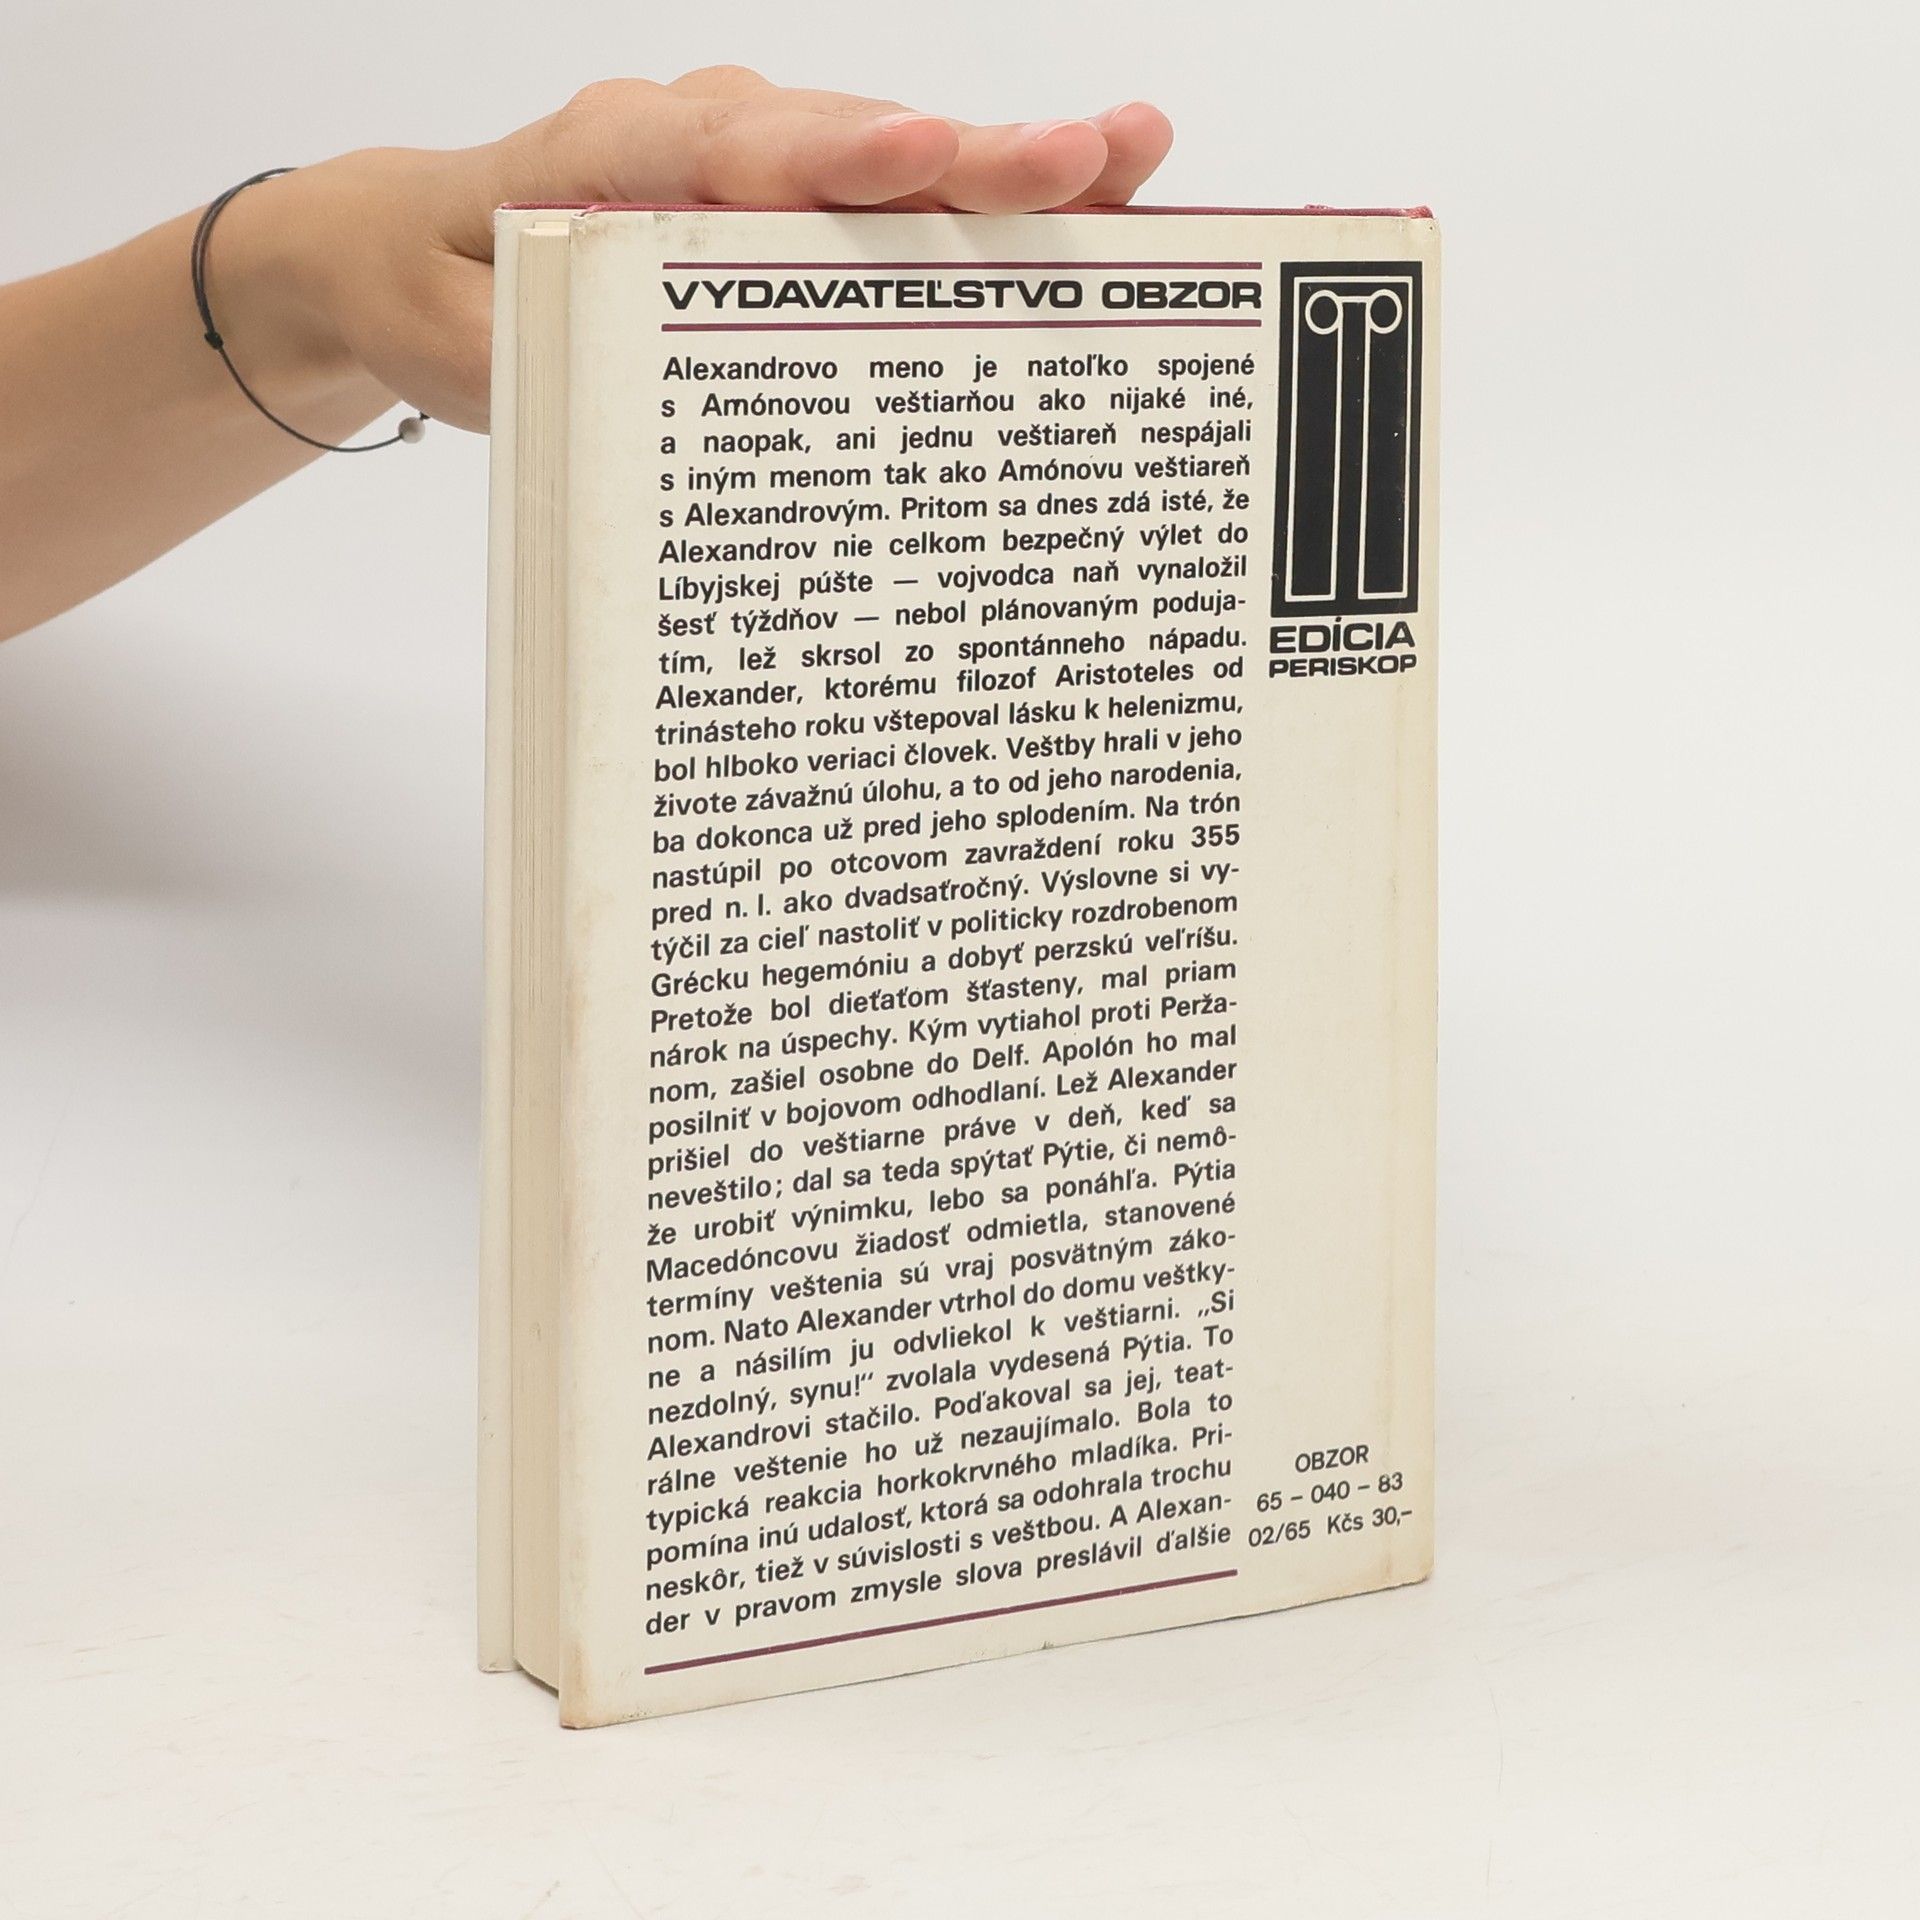 VYDAVATEĽSTVO OBZOR
Alexandrovo meno je natoľko spojené
s Amónovou veštiarňou ako nijaké iné,
a naopak, ani jednu veštiareň nespájali
s iným menom tak ako Amónovu veštiareň
s Alexandrovým. Pritom sa dnes zdá isté, že
Alexandrov nie celkom bezpečný výlet do
Líbyjskej púšte — vojvodca naň vynaložil
šesť týždňov — nebol plánovaným poduja-
tím, lež skrsol zo spontánneho nápadu.
Alexander, ktorému filozof Aristoteles od
trinásteho roku vštepoval lásku k helenizmu,
bol hlboko veriaci človek. Veštby hrali v jeho
živote závažnú úlohu, a to od jeho narodenia,
ba dokonca už pred jeho splodením. Na trón
nastúpil po otcovom zavraždení roku 355
pred n. l. ako dvadsaťročný. Výslovne si vy-
týčil za cieľ nastoliť v politicky rozdrobenom
Grécku hegemóniu a dobyť perzskú veľríšu.
Pretože bol dieťaťom šťasteny, mal priam
nárok na úspechy. Kým vytiahol proti Perža-
nom, zašiel osobne do Delf. Apolón ho mal
posilniť v bojovom odhodlaní. Lež Alexander
prišiel do veštiarne práve v deň, keď sa
neveštilo; dal sa teda spýtať Pýtie, či nemô-
že urobiť výnimku, lebo sa ponáhľa. Pýtia
Macedóncovu žiadosť odmietla, stanovené
termíny veštenia sú vraj posvätným záko-
nom. Nato Alexander vtrhol do domu veštky-
ne a násilím ju odvliekol k veštiarni. „Si
nezdolný, synu!“ zvolala vydesená Pýtia. To
Alexandrovi stačilo. Poďakoval sa jej, teat-
rálne veštenie ho už nezaujímalo. Bola to
typická reakcia horkokrvného mladíka. Pri-
pomína inú udalosť, ktorá sa odohrala trochu
neskôr, tiež v súvislosti s veštbou. A Alexan-
der v pravom zmysle slova preslávil ďalšie
EDÍCIA
PERISKOP
OBZOR
65 – 040 – 83
02/65 Kčs 30,–